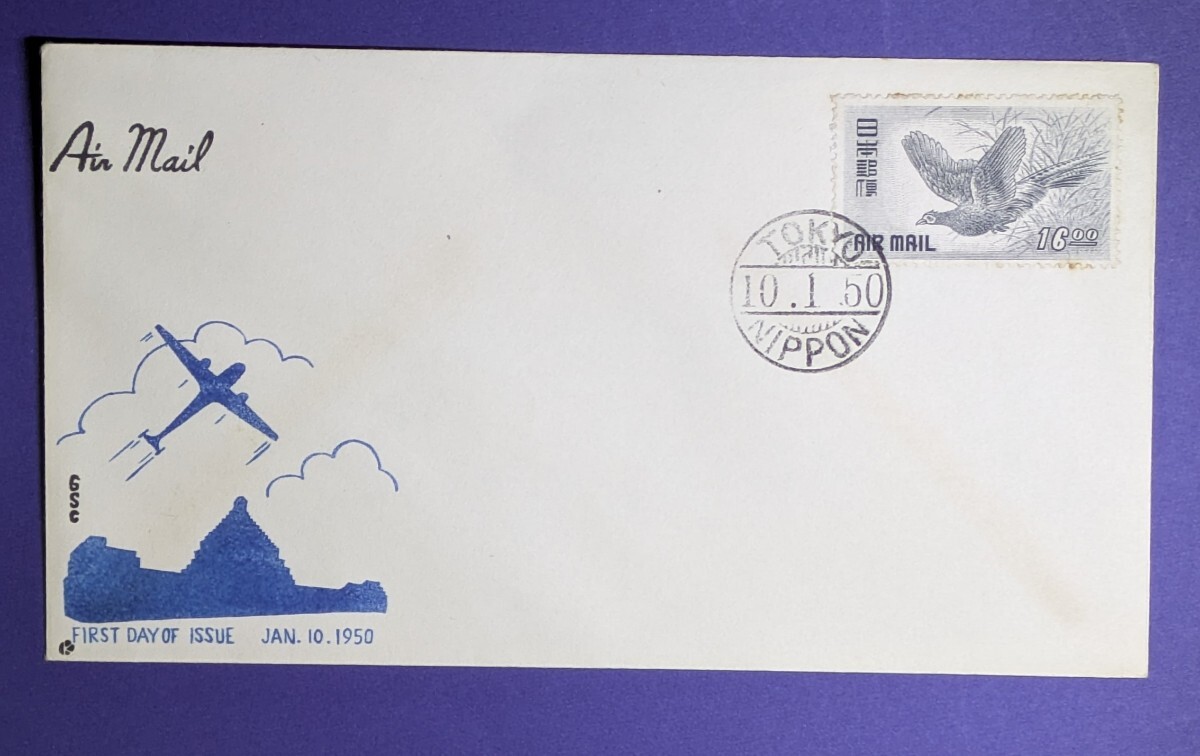 Air Mail
日本郵便
AIR MAIL 16.00
TOKYO
10.1.50
NIPPON
GSC
FIRST DAY OF ISSUE JAN. 10. 1950
K